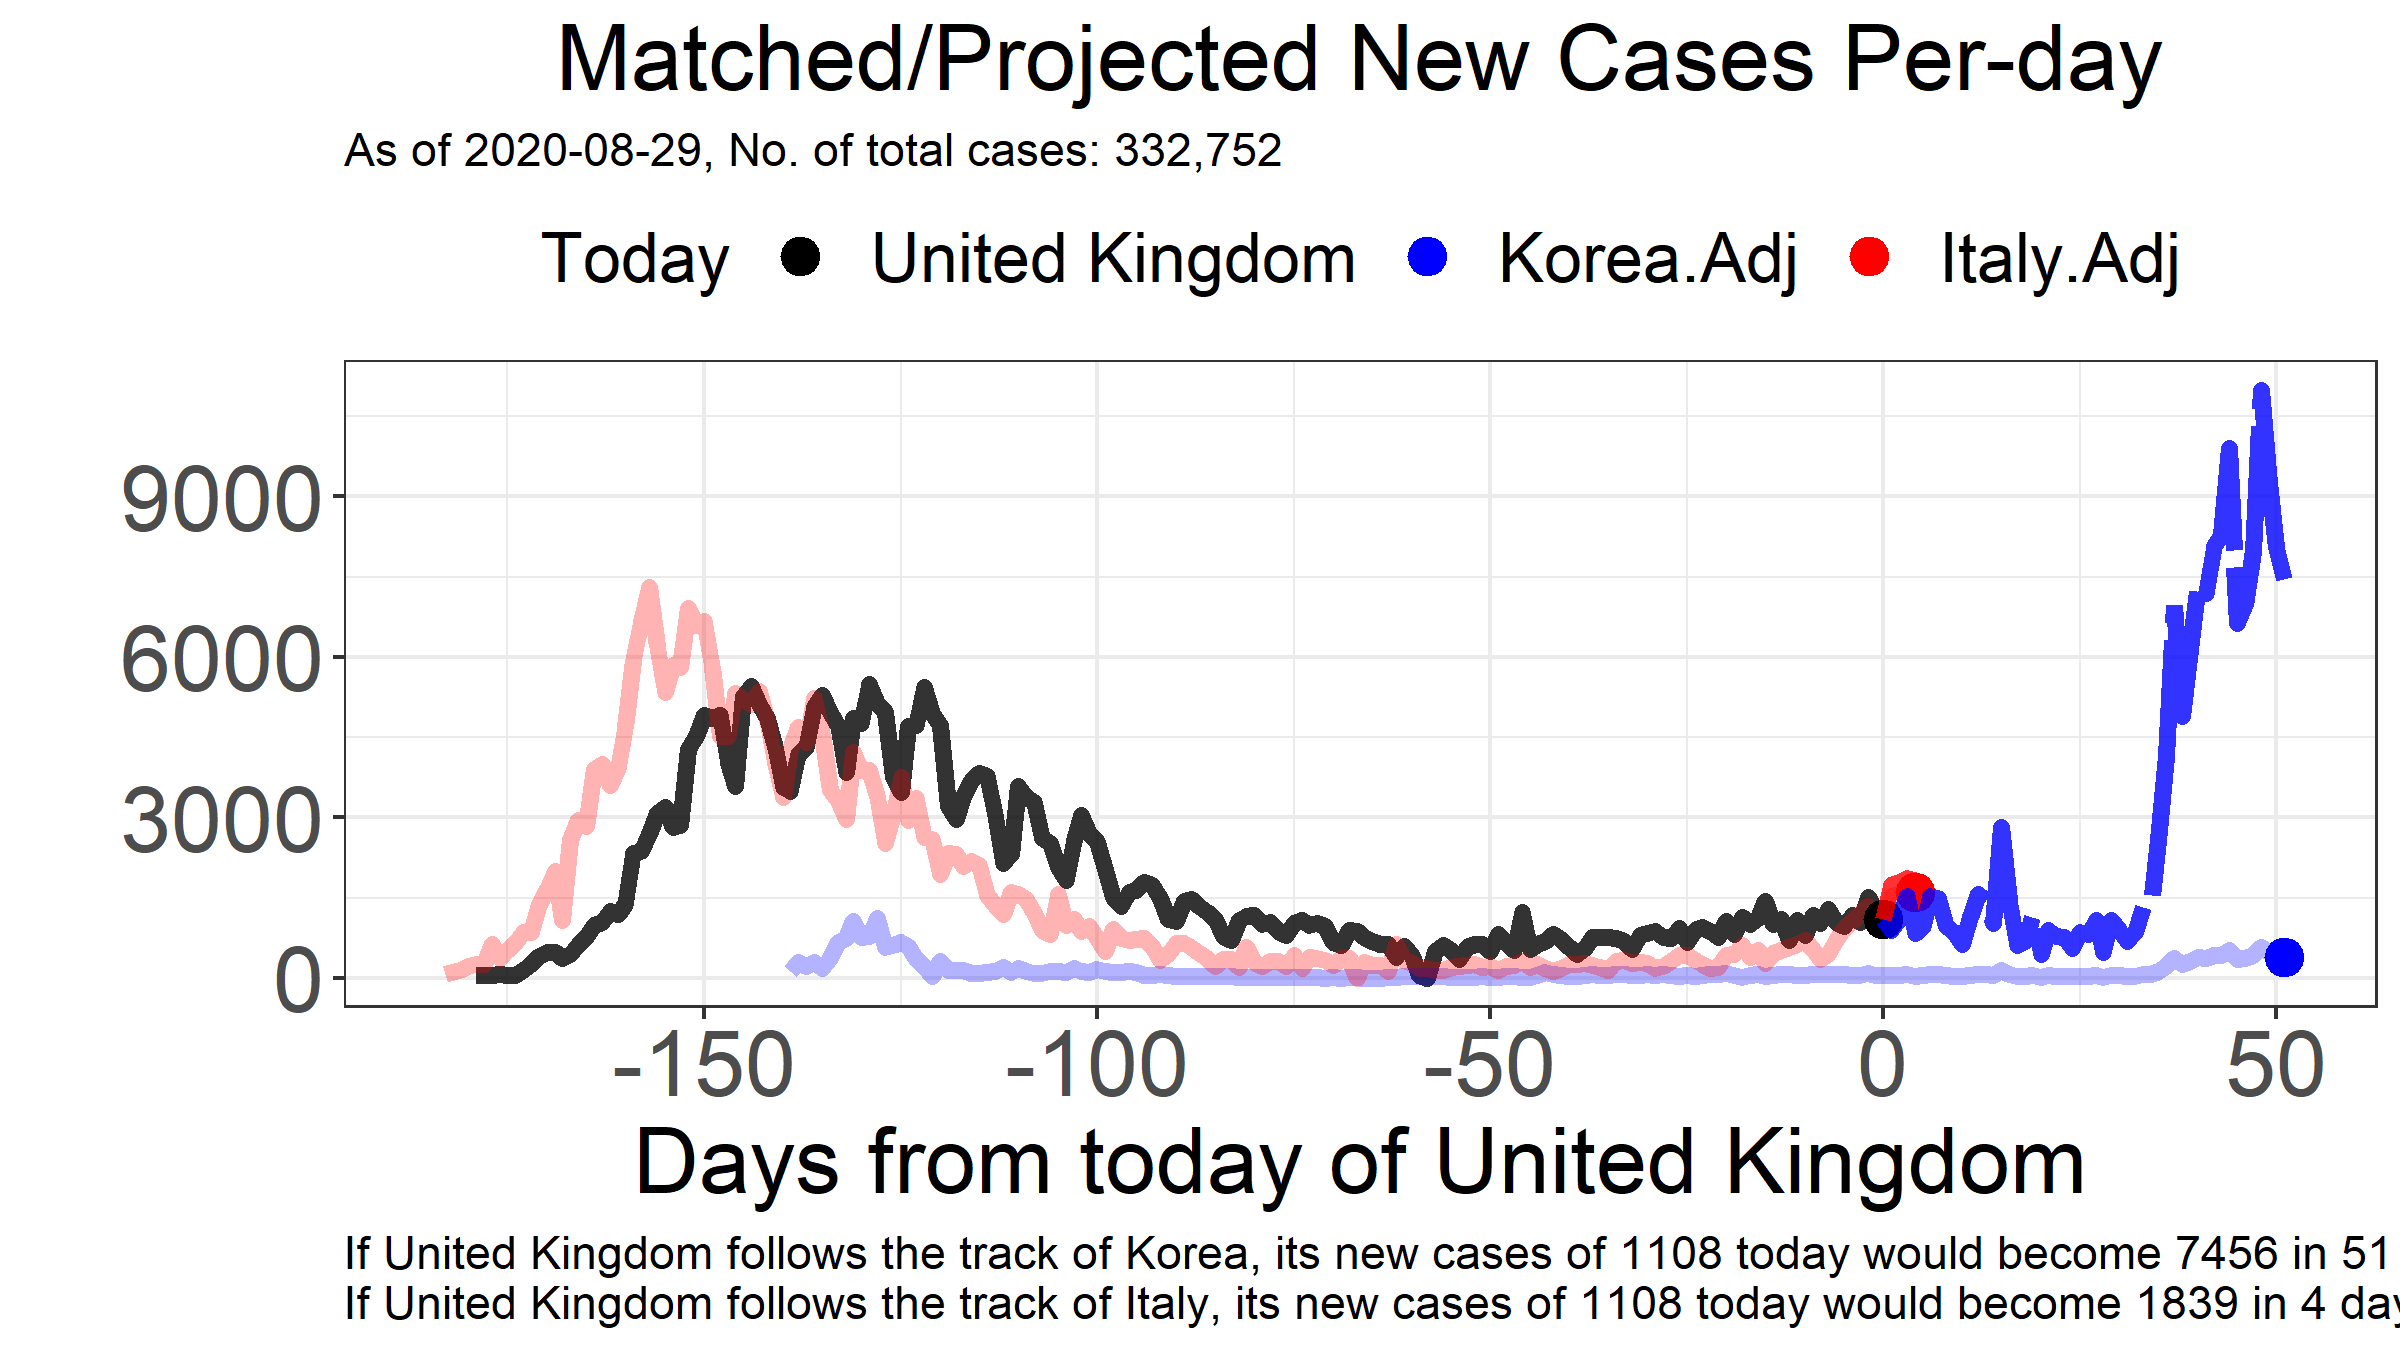 Matched/Projected New Cases Per-day
As of 2020-08-29, No. of total cases: 332,752
Today United Kingdom Korea.Adj Italy.Adj
9000
6000
3000
0
-150 -100 -50 0 50
Days from today of United Kingdom
If United Kingdom follows the track of Korea, its new cases of 1108 today would become 7456 in 51
If United Kingdom follows the track of Italy, its new cases of 1108 today would become 1839 in 4